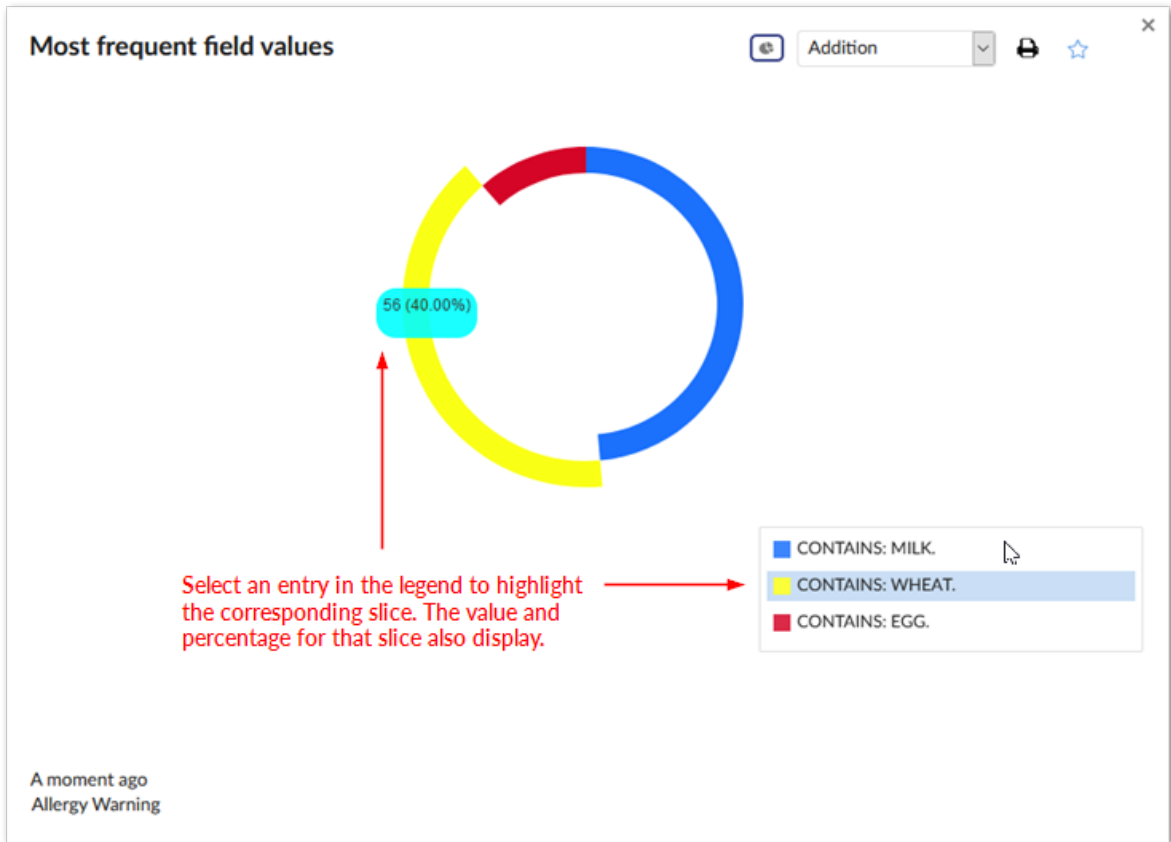 Most frequent field values
Addition
56 (40.00%)
CONTAINS: MILK.
CONTAINS: WHEAT.
CONTAINS: EGG.
Select an entry in the legend to highlight
the corresponding slice. The value and
percentage for that slice also display.
A moment ago
Allergy Warning